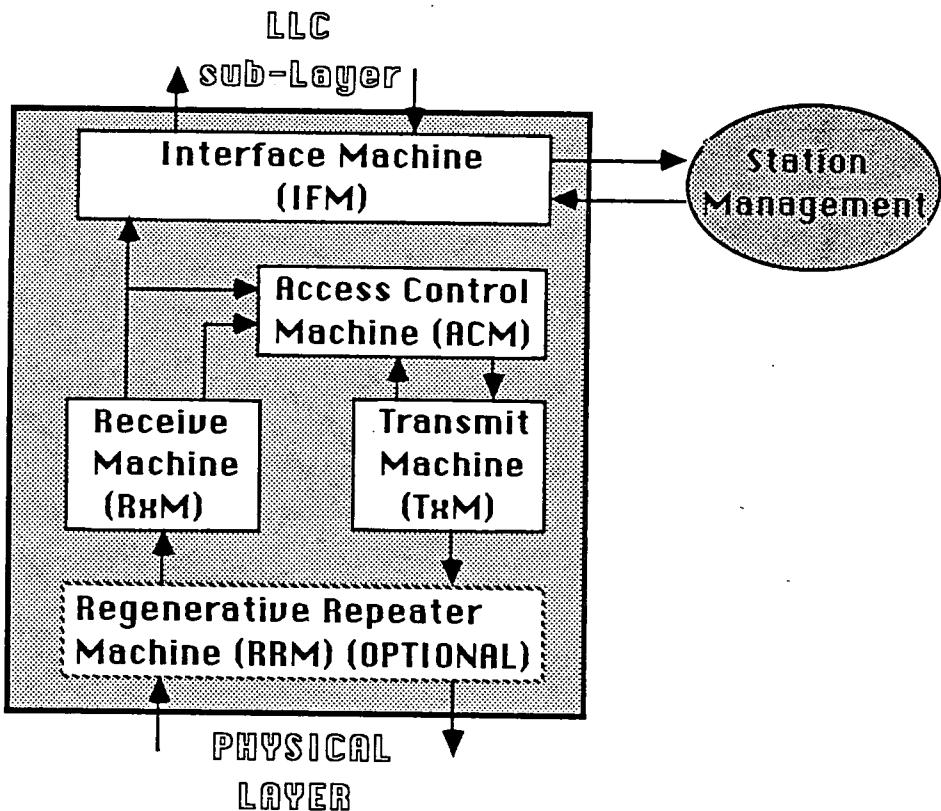 LLC
sub-Layer
Interface Machine
(IFM)
Station
Management
Access Control
Machine (ACM)
Receive
Machine
(RxM)
Transmit
Machine
(TxM)
Regenerative Repeater
Machine (RRM) (OPTIONAL)
PHYSICAL
LAYER